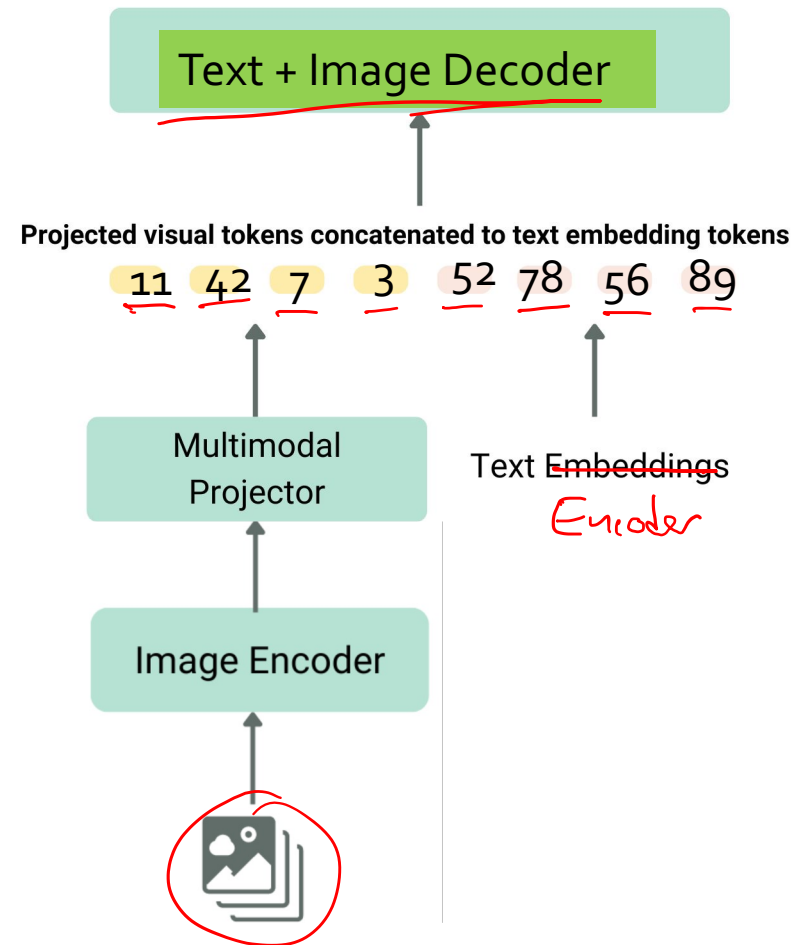 Text + Image Decoder
Projected visual tokens concatenated to text embedding tokens
11 42 7 3 52 78 56 89
Multimodal
Projector
Text Embeddings
Encoder
Image Encoder